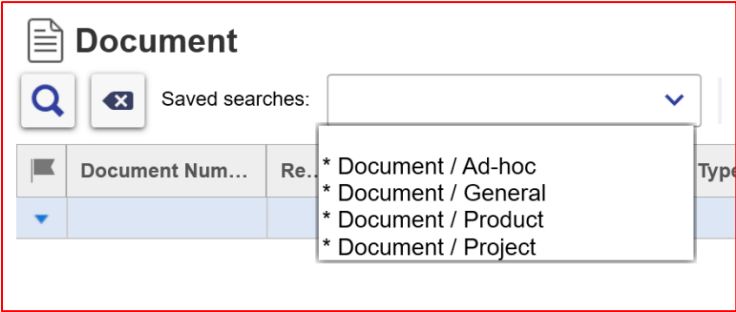 Document
Saved searches:
* Document / Ad-hoc
* Document / General
* Document / Product
* Document / Project
Document Num... Re.. Type